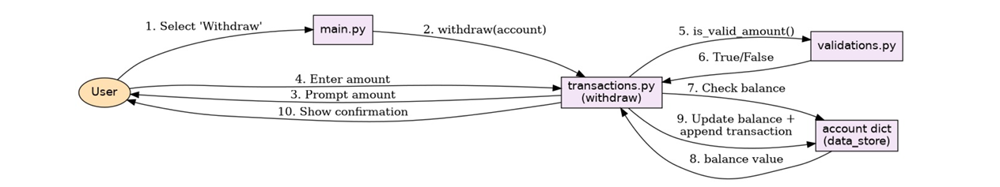 1. Select 'Withdraw'
main.py
2. withdraw(account)
5. is_valid_amount()
validations.py
6. True/False
4. Enter amount
transactions.py
(withdraw)
7. Check balance
User
3. Prompt amount
10. Show confirmation
9. Update balance +
append transaction
account dict
(data_store)
8. balance value